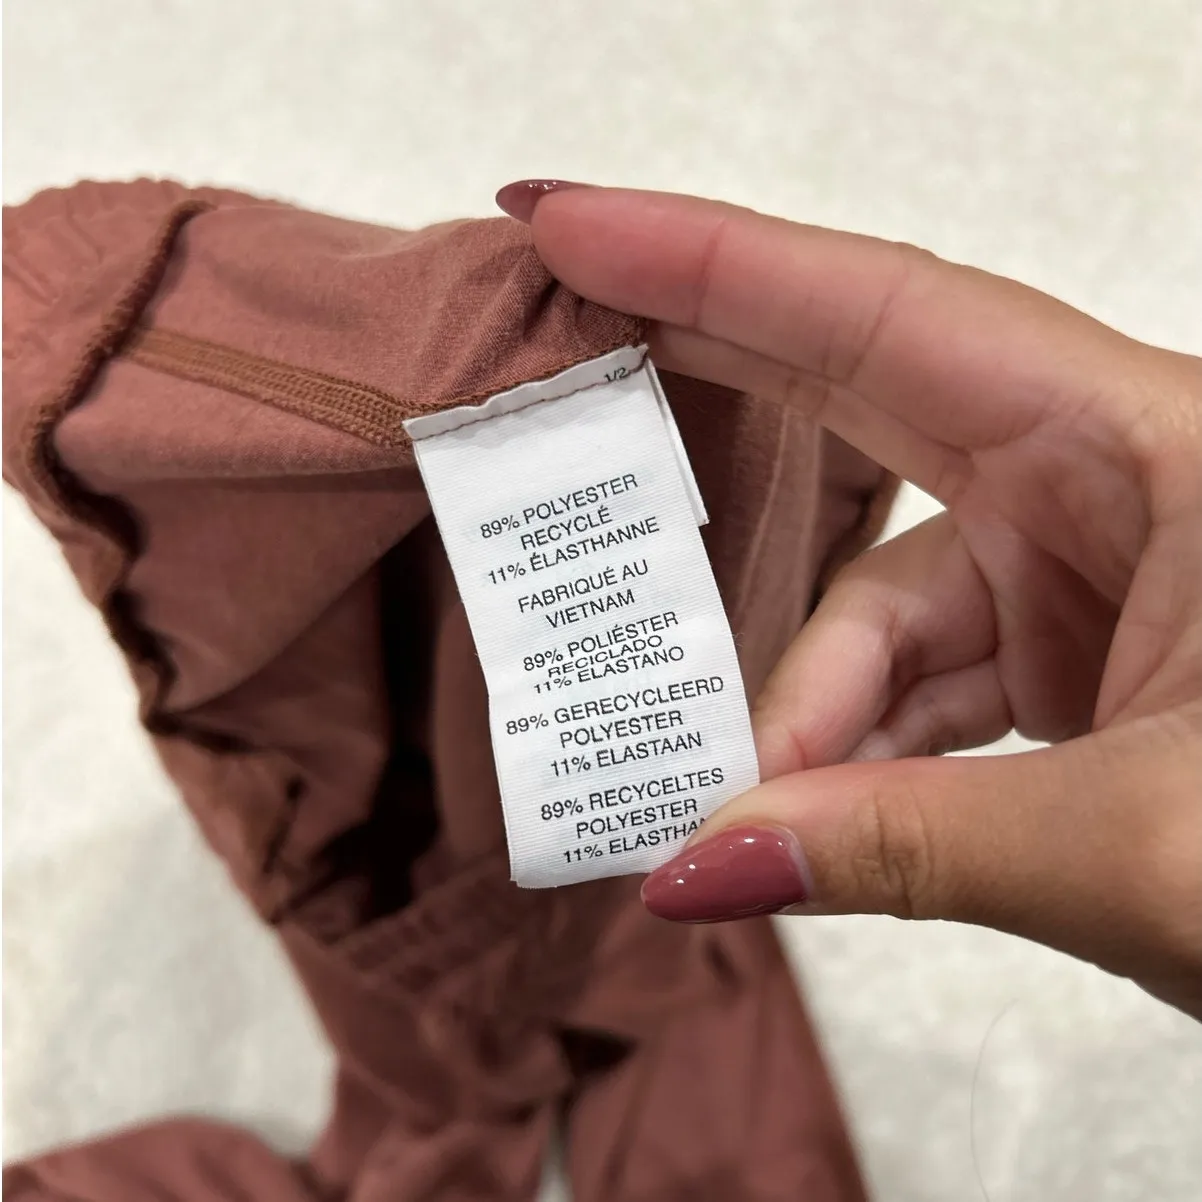 1/2
89% POLYESTER
RECYCLÉ
11% ÉLASTHANNE
FABRIQUÉ AU
VIETNAM
89% POLIÉSTER
RECICLADO
11% ELASTANO
89% GERECYCLEERD
POLYESTER
11% ELASTAAN
89% RECYCELTES
POLYESTER
11%